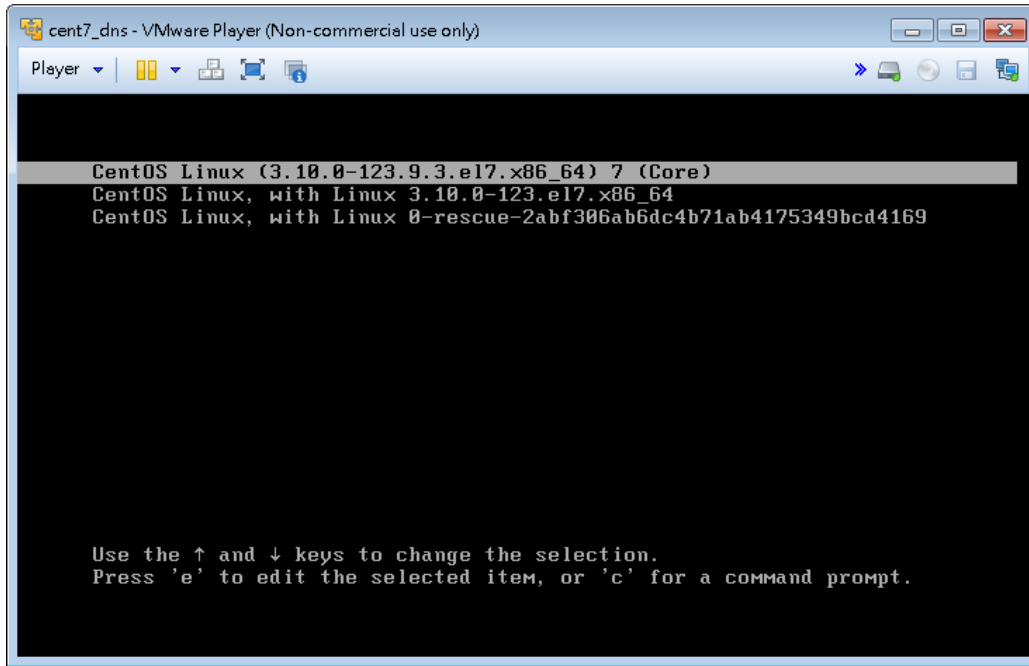 cent7_dns - VMware Player (Non-commercial use only)
Player
CentOS Linux (3.10.0-123.9.3.el7.x86_64) 7 (Core)
CentOS Linux, with Linux 3.10.0-123.el7.x86_64
CentOS Linux, with Linux 0-rescue-2abf306ab6dc4b71ab4175349bcd4169
Use the ↑ and ↓ keys to change the selection.
Press 'e' to edit the selected item, or 'c' for a command prompt.